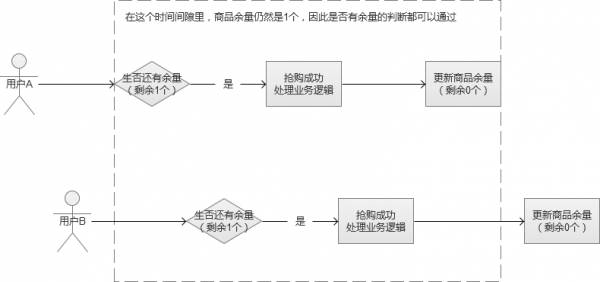 在这个时间间隙里，商品余量仍然是1个，因此是否有余量的判断都可以通过
用户A
生否还有余量
（剩余1个）
是
抢购成功
处理业务逻辑
更新商品余量
（剩余0个）
用户B
生否还有余量
（剩余1个）
是
抢购成功
处理业务逻辑
更新商品余量
（剩余0个）